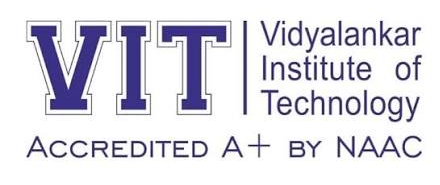 VIT
Vidyalankar
Institute of
Technology
ACCREDITED A+ BY NAAC